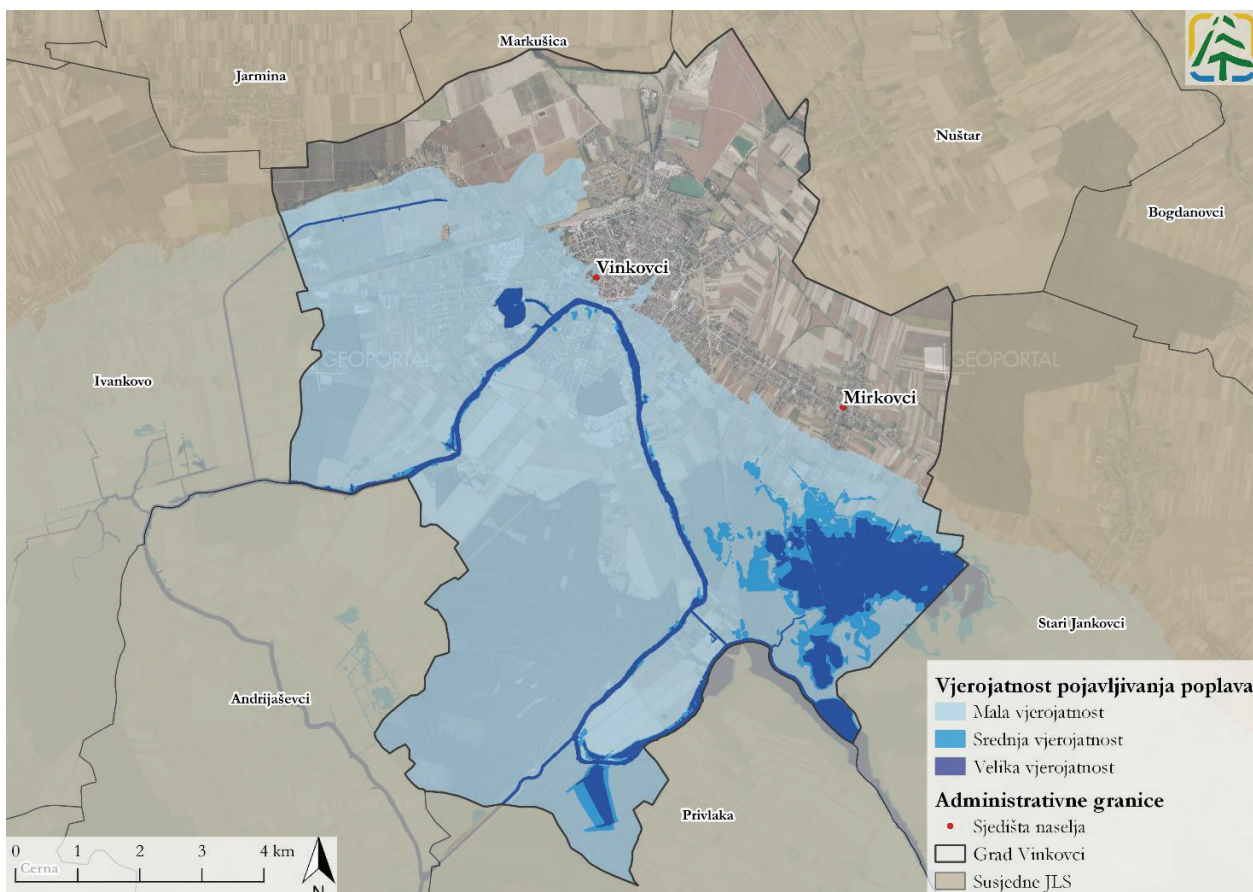 Markušica
Jarmina
Nuštar
Bogdanovci
Vinkovci
GEOPORTAL
GEOPORTAL
Ivankovo
Mirkovci
Stari Jankovci
Andrijaševci
GEOPORTAL
Privlaka
Vjerojatnost pojavljivanja poplava
Mala vjerojatnost
Srednja vjerojatnost
Velika vjerojatnost
Administrativne granice
Sjedišta naselja
Grad Vinkovci
Susjedne JLS
0 1 2 3 4 km
Cerna
N